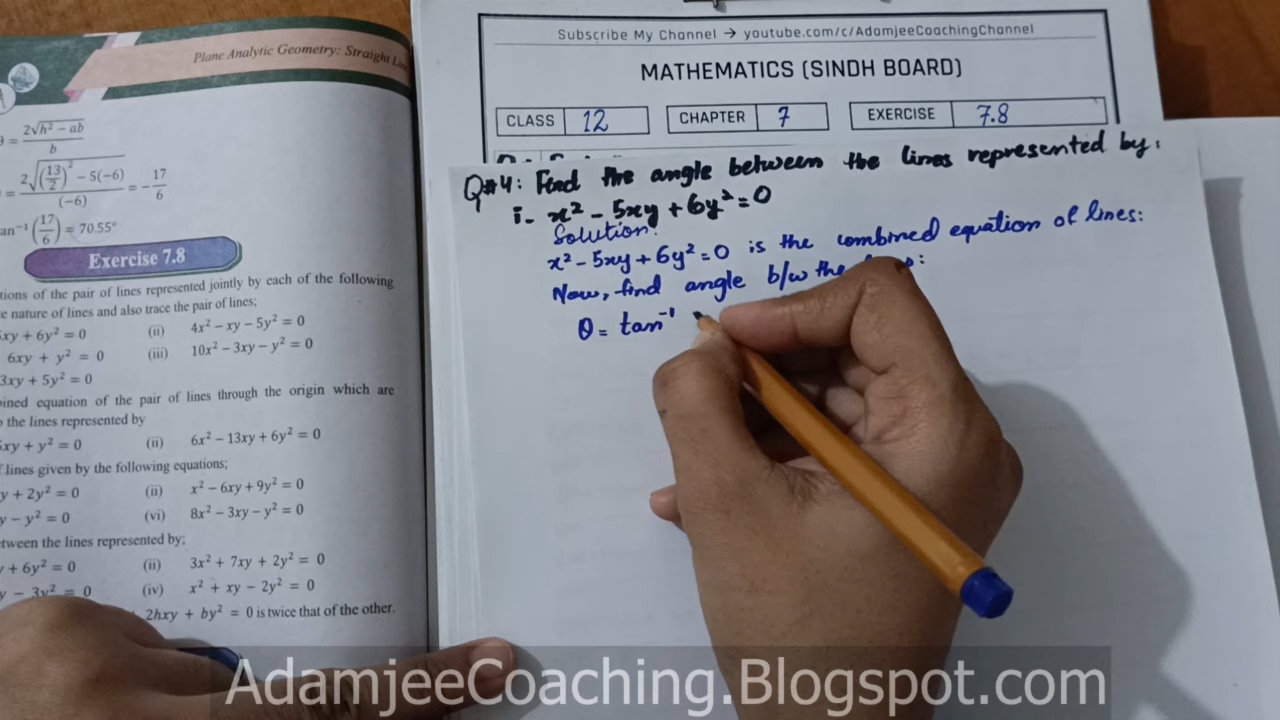 Plane Analytic Geometry: Straight
= 2√h² − ab / b
= 2√(13/2)² − 5(−6) / (−6) = − 17/6
an⁻¹ (17/6) = 70.55°
Exercise 7.8
tions of the pair of lines represented jointly by each of the following
e nature of lines and also trace the pair of lines;
xy + 6y² = 0 (ii) 4x² − xy − 5y² = 0
6xy + y² = 0 (iii) 10x² − 3xy − y² = 0
3xy + 5y² = 0
ined equation of the pair of lines through the origin which are
the lines represented by
xy + y² = 0 (ii) 6x² − 13xy + 6y² = 0
lines given by the following equations;
y + 2y² = 0 (ii) x² − 6xy + 9y² = 0
y − y² = 0 (vi) 8x² − 3xy − y² = 0
tween the lines represented by;
+ 6y² = 0 (ii) 3x² + 7xy + 2y² = 0
y − 3y² = 0 (iv) x² + xy − 2y² = 0
2hxy + by² = 0 is twice that of the other.
Subscribe My Channel → youtube.com/c/AdamjeeCoachingChannel
MATHEMATICS (SINDH BOARD)
CLASS 12 CHAPTER 7 EXERCISE 7.8
Q#4: Find the angle between the lines represented by:
i- x² - 5xy + 6y² = 0
Solution:
x² - 5xy + 6y² = 0 is the combined equation of lines:
Now, find angle b/w the
θ = tan⁻¹
AdamjeeCoaching.Blogspot.com